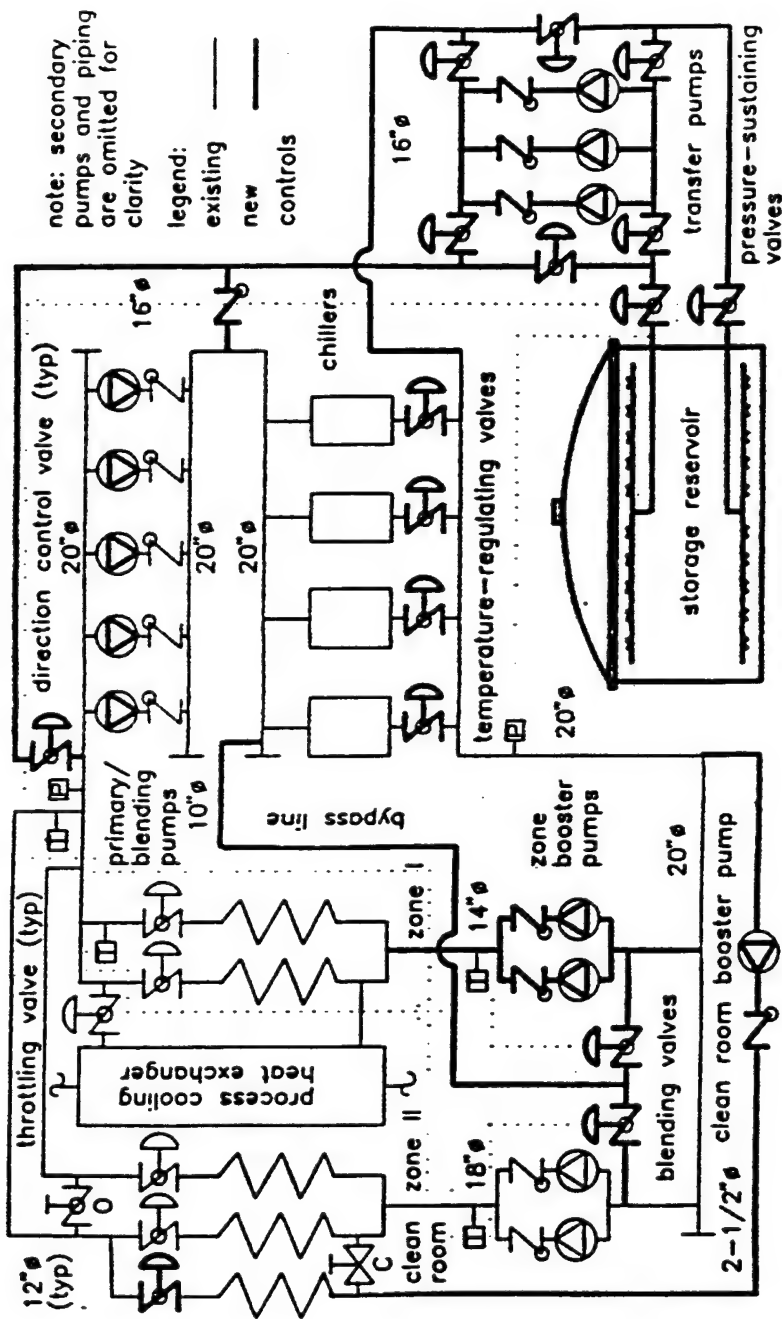 note: secondary
pumps and piping
are omitted for
clarity
legend:
existing
new
controls
16"ø
transfer pumps
pressure-sustaining
valves
16"ø
direction control valve (typ)
20"ø
20"ø
20"ø
chillers
temperature-regulating valves
storage reservoir
20"ø
P
P
primary/
blending
pumps
10"ø
bypass line
throttling valve (typ)
zone I
14"ø
zone
booster
pumps
20"ø
process cooling
heat exchanger
zone II
18"ø
blending valves
clean room booster pump
2-1/2"ø
clean
room
12"ø
(typ)
O
C